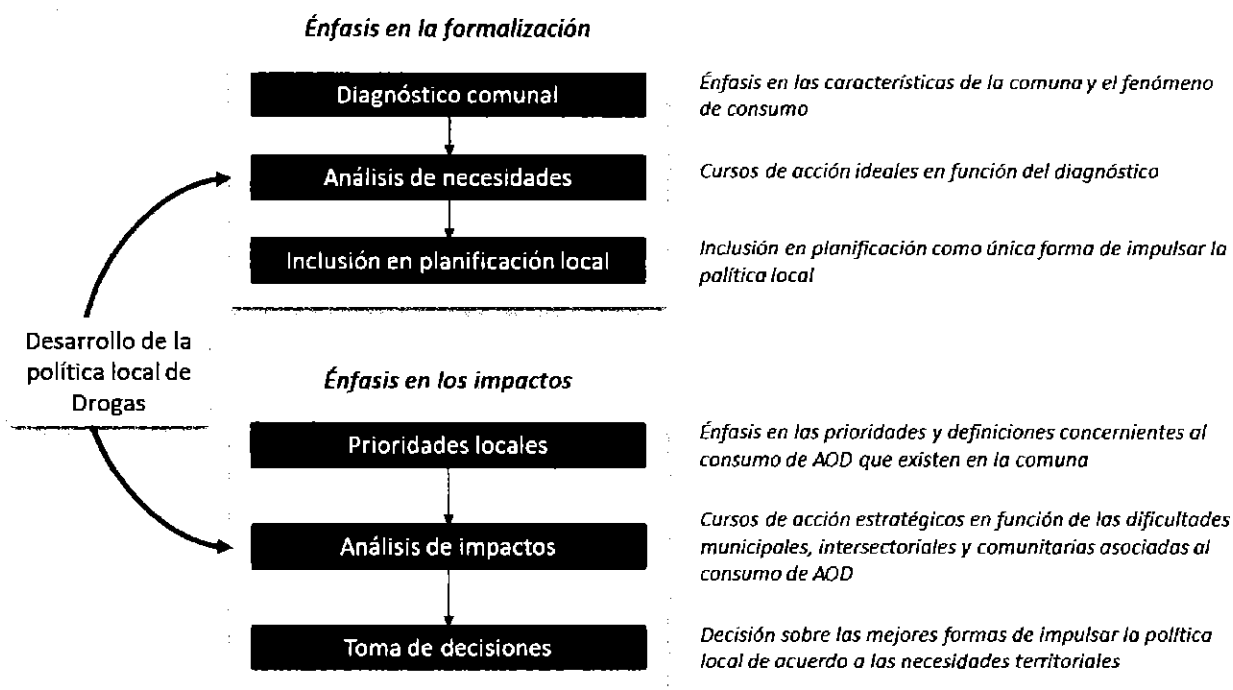 Énfasis en la formalización
Diagnóstico comunal
Énfasis en las características de la comuna y el fenómeno
de consumo
Análisis de necesidades
Cursos de acción ideales en función del diagnóstico
Inclusión en planificación local
Inclusión en planificación como única forma de impulsar la
política local
Desarrollo de la
política local de
Drogas
Énfasis en los impactos
Prioridades locales
Énfasis en las prioridades y definiciones concernientes al
consumo de AOD que existen en la comuna
Análisis de impactos
Cursos de acción estratégicos en función de las dificultades
municipales, intersectoriales y comunitarias asociadas al
consumo de AOD
Toma de decisiones
Decisión sobre las mejores formas de impulsar la política
local de acuerdo a las necesidades territoriales